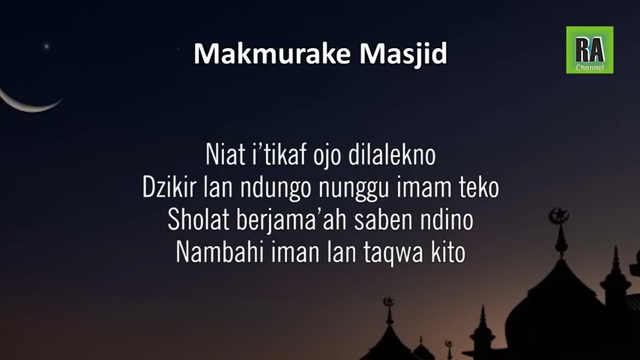 Makmurake Masjid
RA
Channel
Niat i’tikaf ojo dilalekno
Dzikir lan ndungo nunggu imam teko
Sholat berjama’ah saben ndino
Nambahi iman lan taqwa kito